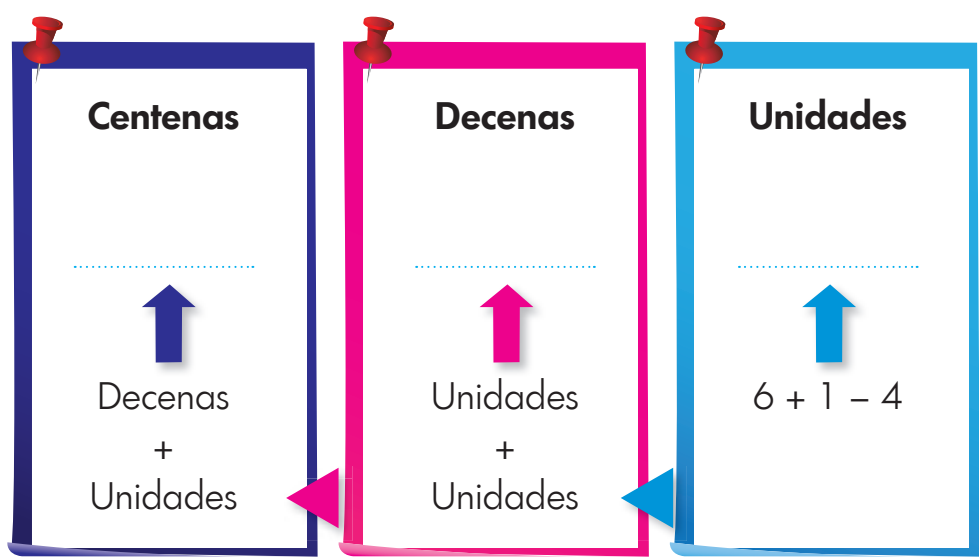 Centenas
Decenas
+
Unidades
Decenas
Unidades
+
Unidades
Unidades
6 + 1 – 4